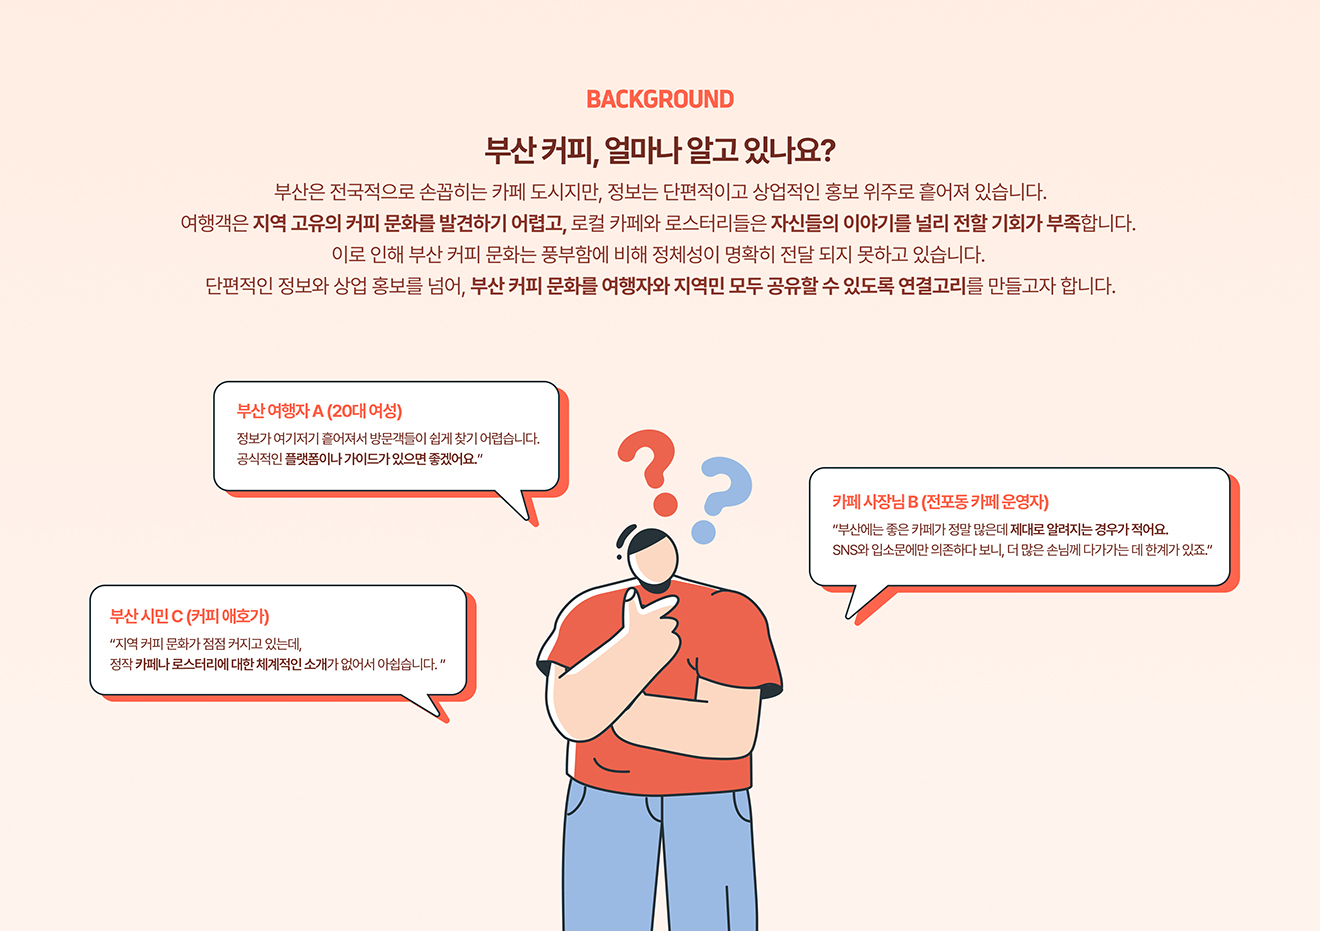 BACKGROUND
부산 커피, 얼마나 알고 있나요?
부산은 전국적으로 손꼽히는 카페 도시지만, 정보는 단편적이고 상업적인 홍보 위주로 흩어져 있습니다.
여행객은 지역 고유의 커피 문화를 발견하기 어렵고, 로컬 카페와 로스터리들은 자신들의 이야기를 널리 전할 기회가 부족합니다.
이로 인해 부산 커피 문화는 풍부함에 비해 정체성이 명확히 전달 되지 못하고 있습니다.
단편적인 정보와 상업 홍보를 넘어, 부산 커피 문화를 여행자와 지역민 모두 공유할 수 있도록 연결고리를 만들고자 합니다.
부산 여행자 A (20대 여성)
정보가 여기저기 흩어져서 방문객들이 쉽게 찾기 어렵습니다.
공식적인 플랫폼이나 가이드가 있으면 좋겠어요.”
카페 사장님 B (전포동 카페 운영자)
“부산에는 좋은 카페가 정말 많은데 제대로 알려지는 경우가 적어요.
SNS와 입소문에만 의존하다 보니, 더 많은 손님께 다가가는 데 한계가 있죠.“
부산 시민 C (커피 애호가)
“지역 커피 문화가 점점 커지고 있는데,
정작 카페나 로스터리에 대한 체계적인 소개가 없어서 아쉽습니다. “